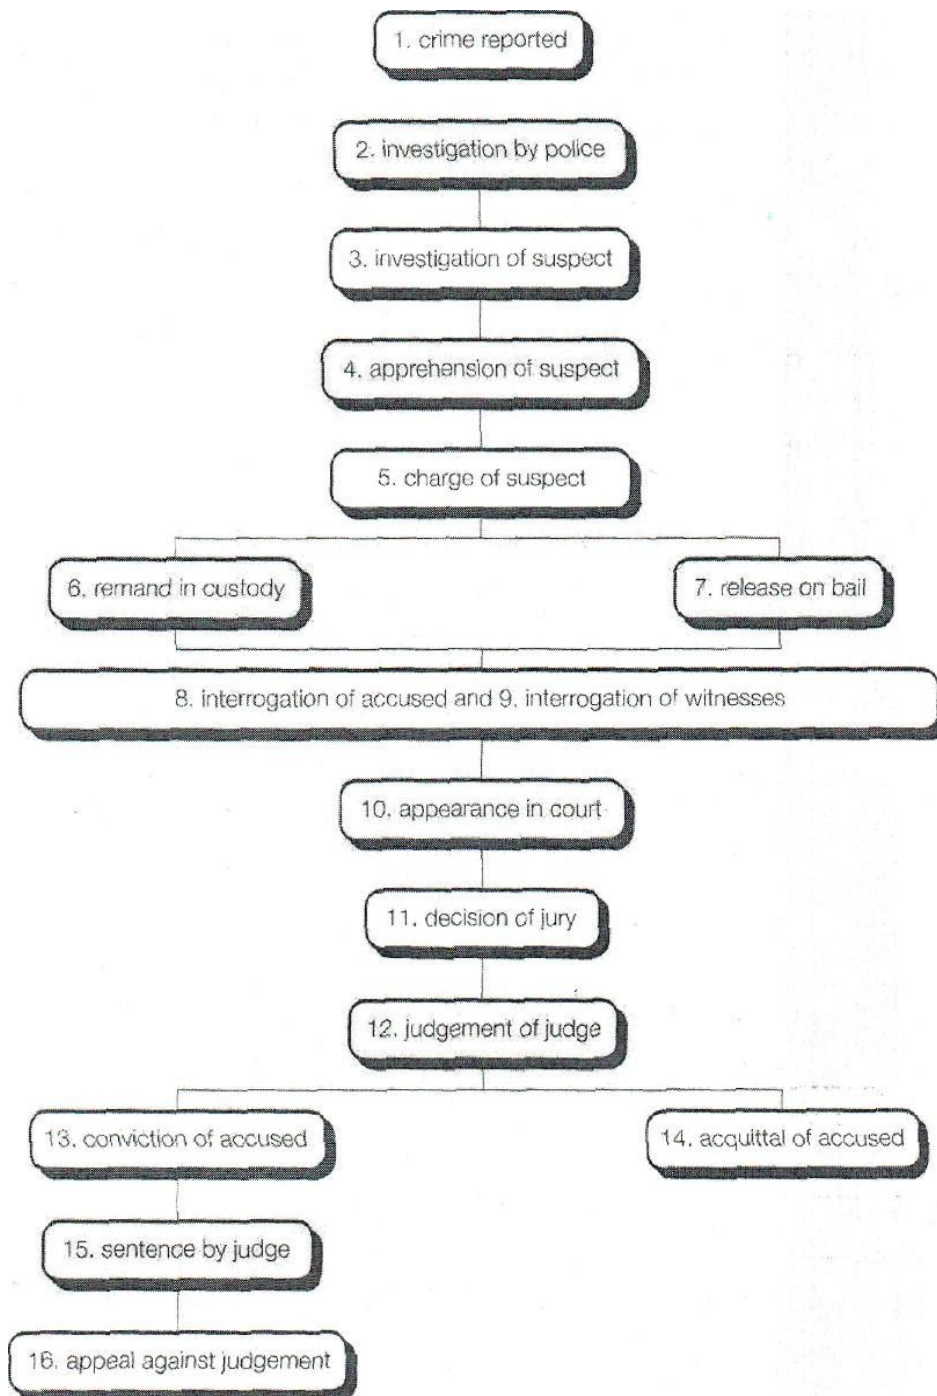 1. crime reported
2. investigation by police
3. investigation of suspect
4. apprehension of suspect
5. charge of suspect
6. remand in custody
7. release on bail
8. interrogation of accused and 9. interrogation of witnesses
10. appearance in court
11. decision of jury
12. judgement of judge
13. conviction of accused
14. acquittal of accused
15. sentence by judge
16. appeal against judgement